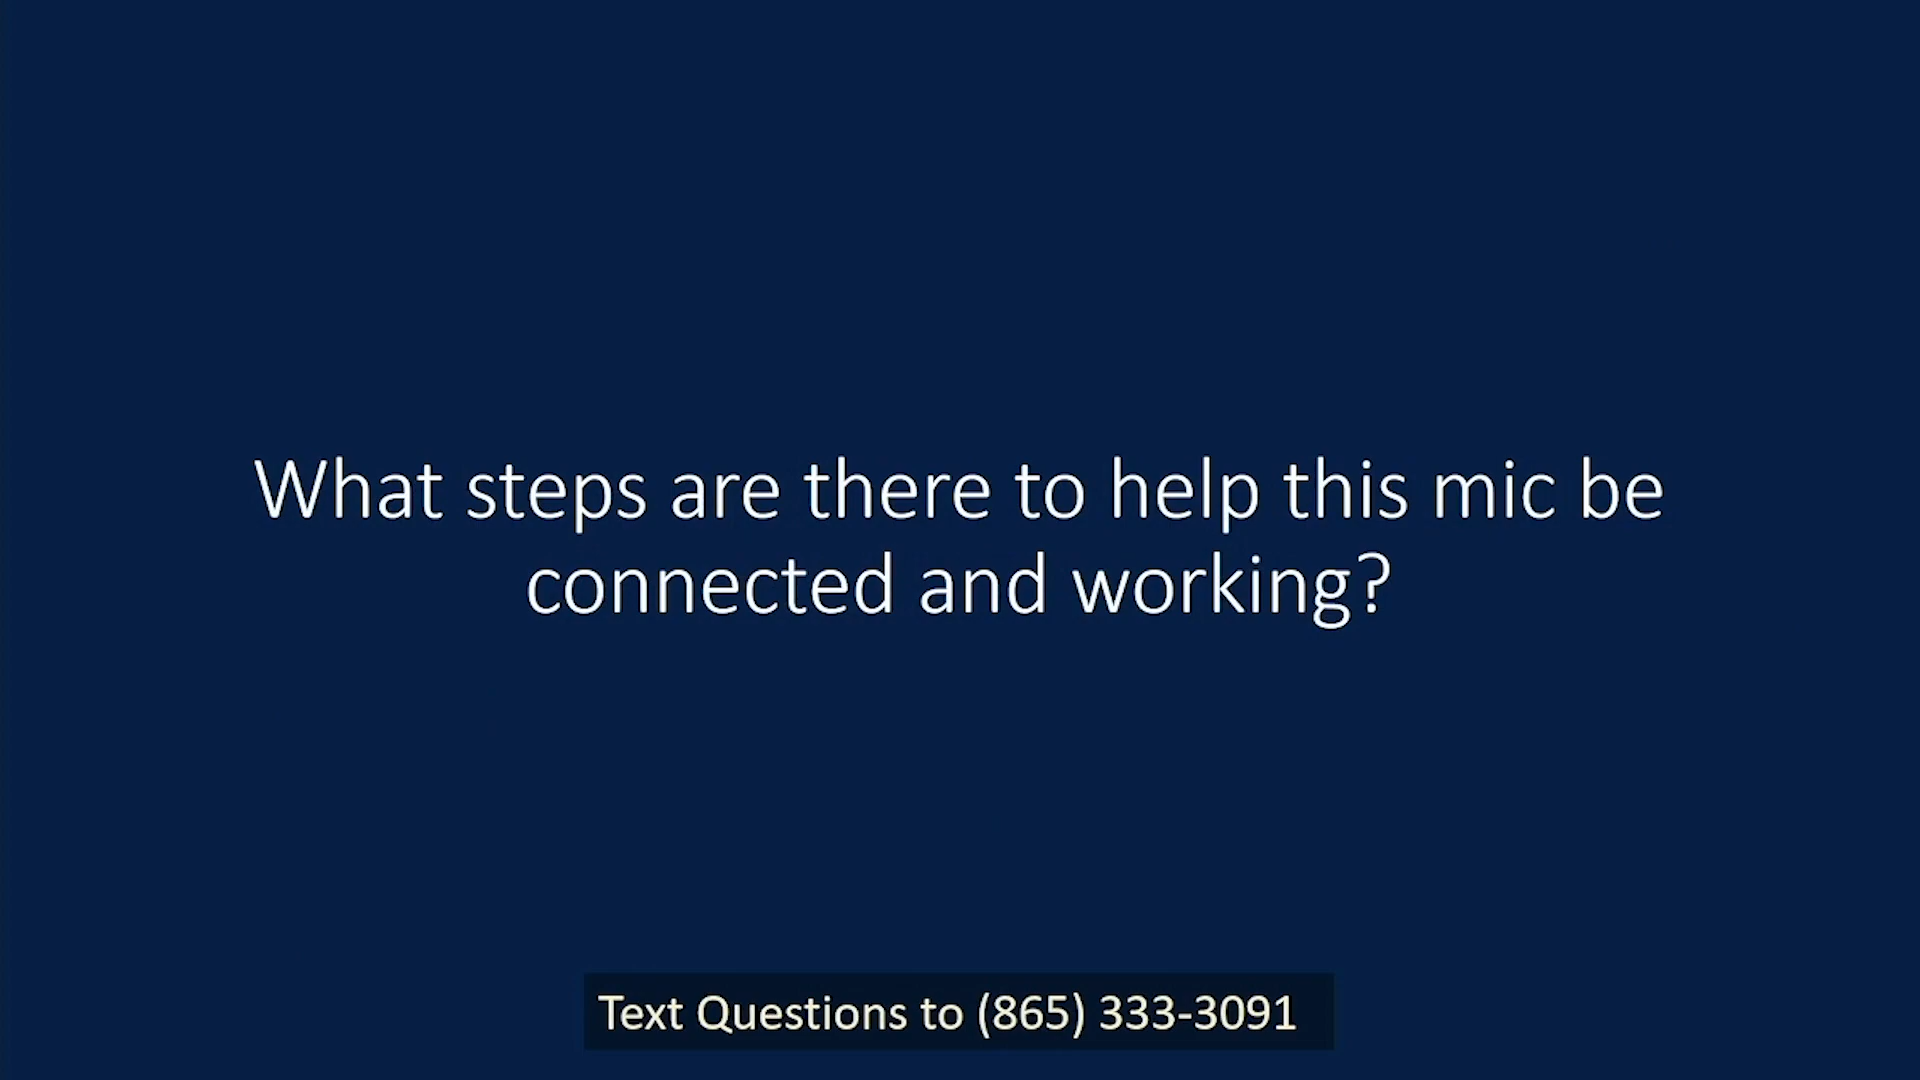 What steps are there to help this mic be
connected and working?
Text Questions to (865) 333-3091